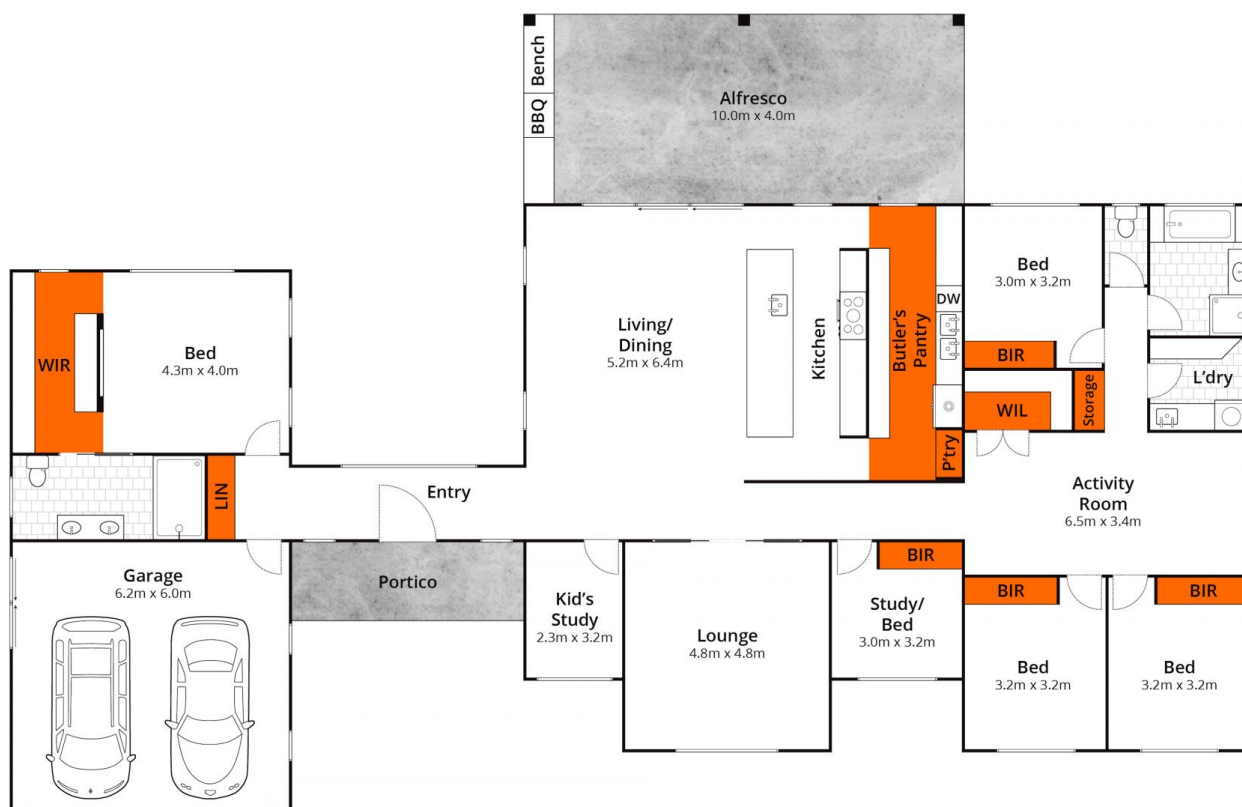 Bench
BBQ
Alfresco
10.0m x 4.0m
WIR
Bed
4.3m x 4.0m
Living/
Dining
5.2m x 6.4m
Kitchen
Butler's
Pantry
DW
P'try
Bed
3.0m x 3.2m
BIR
WIL
Storage
L'dry
LIN
Entry
Activity
Room
6.5m x 3.4m
Garage
6.2m x 6.0m
Portico
Kid's
Study
2.3m x 3.2m
Lounge
4.8m x 4.8m
BIR
Study/
Bed
3.0m x 3.2m
BIR
Bed
3.2m x 3.2m
BIR
Bed
3.2m x 3.2m